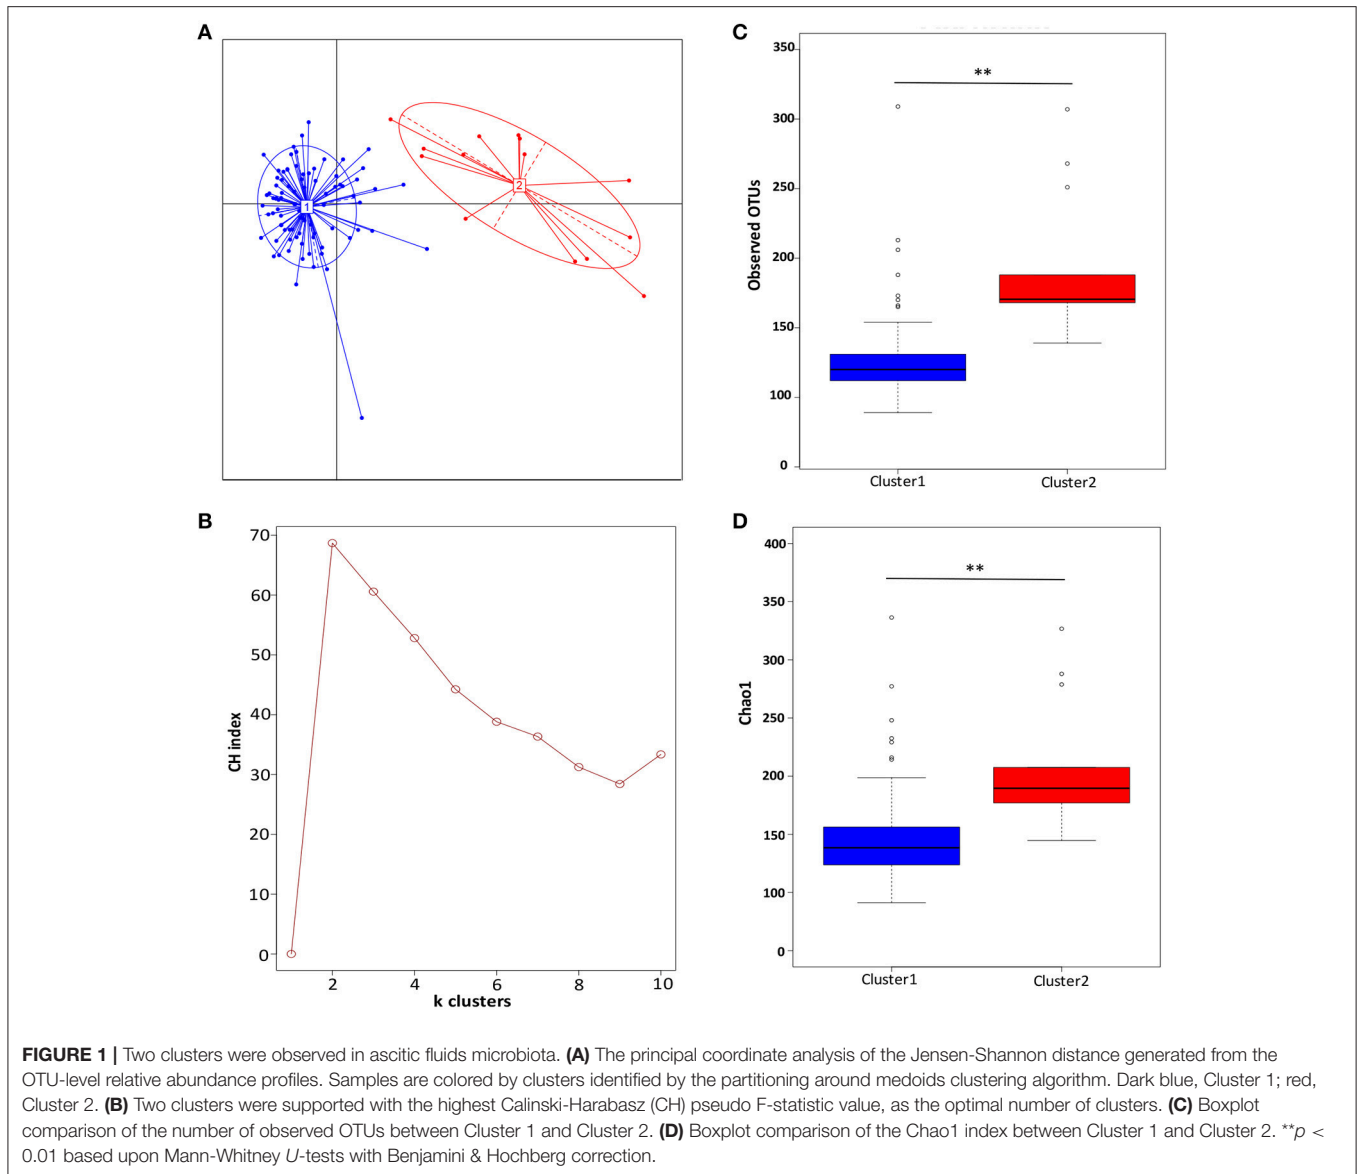 A
1
2
C
350
300
250
200
150
100
0
Observed OTUs
**
Cluster1
Cluster2
B
70
60
50
40
30
20
10
0
CH index
2
4
6
8
10
k clusters
D
400
350
300
250
200
150
100
0
Chao1
**
Cluster1
Cluster2
FIGURE 1 | Two clusters were observed in ascitic fluids microbiota. (A) The principal coordinate analysis of the Jensen-Shannon distance generated from the
OTU-level relative abundance profiles. Samples are colored by clusters identified by the partitioning around medoids clustering algorithm. Dark blue, Cluster 1; red,
Cluster 2. (B) Two clusters were supported with the highest Calinski-Harabasz (CH) pseudo F-statistic value, as the optimal number of clusters. (C) Boxplot
comparison of the number of observed OTUs between Cluster 1 and Cluster 2. (D) Boxplot comparison of the Chao1 index between Cluster 1 and Cluster 2. **p <
0.01 based upon Mann-Whitney U-tests with Benjamini & Hochberg correction.